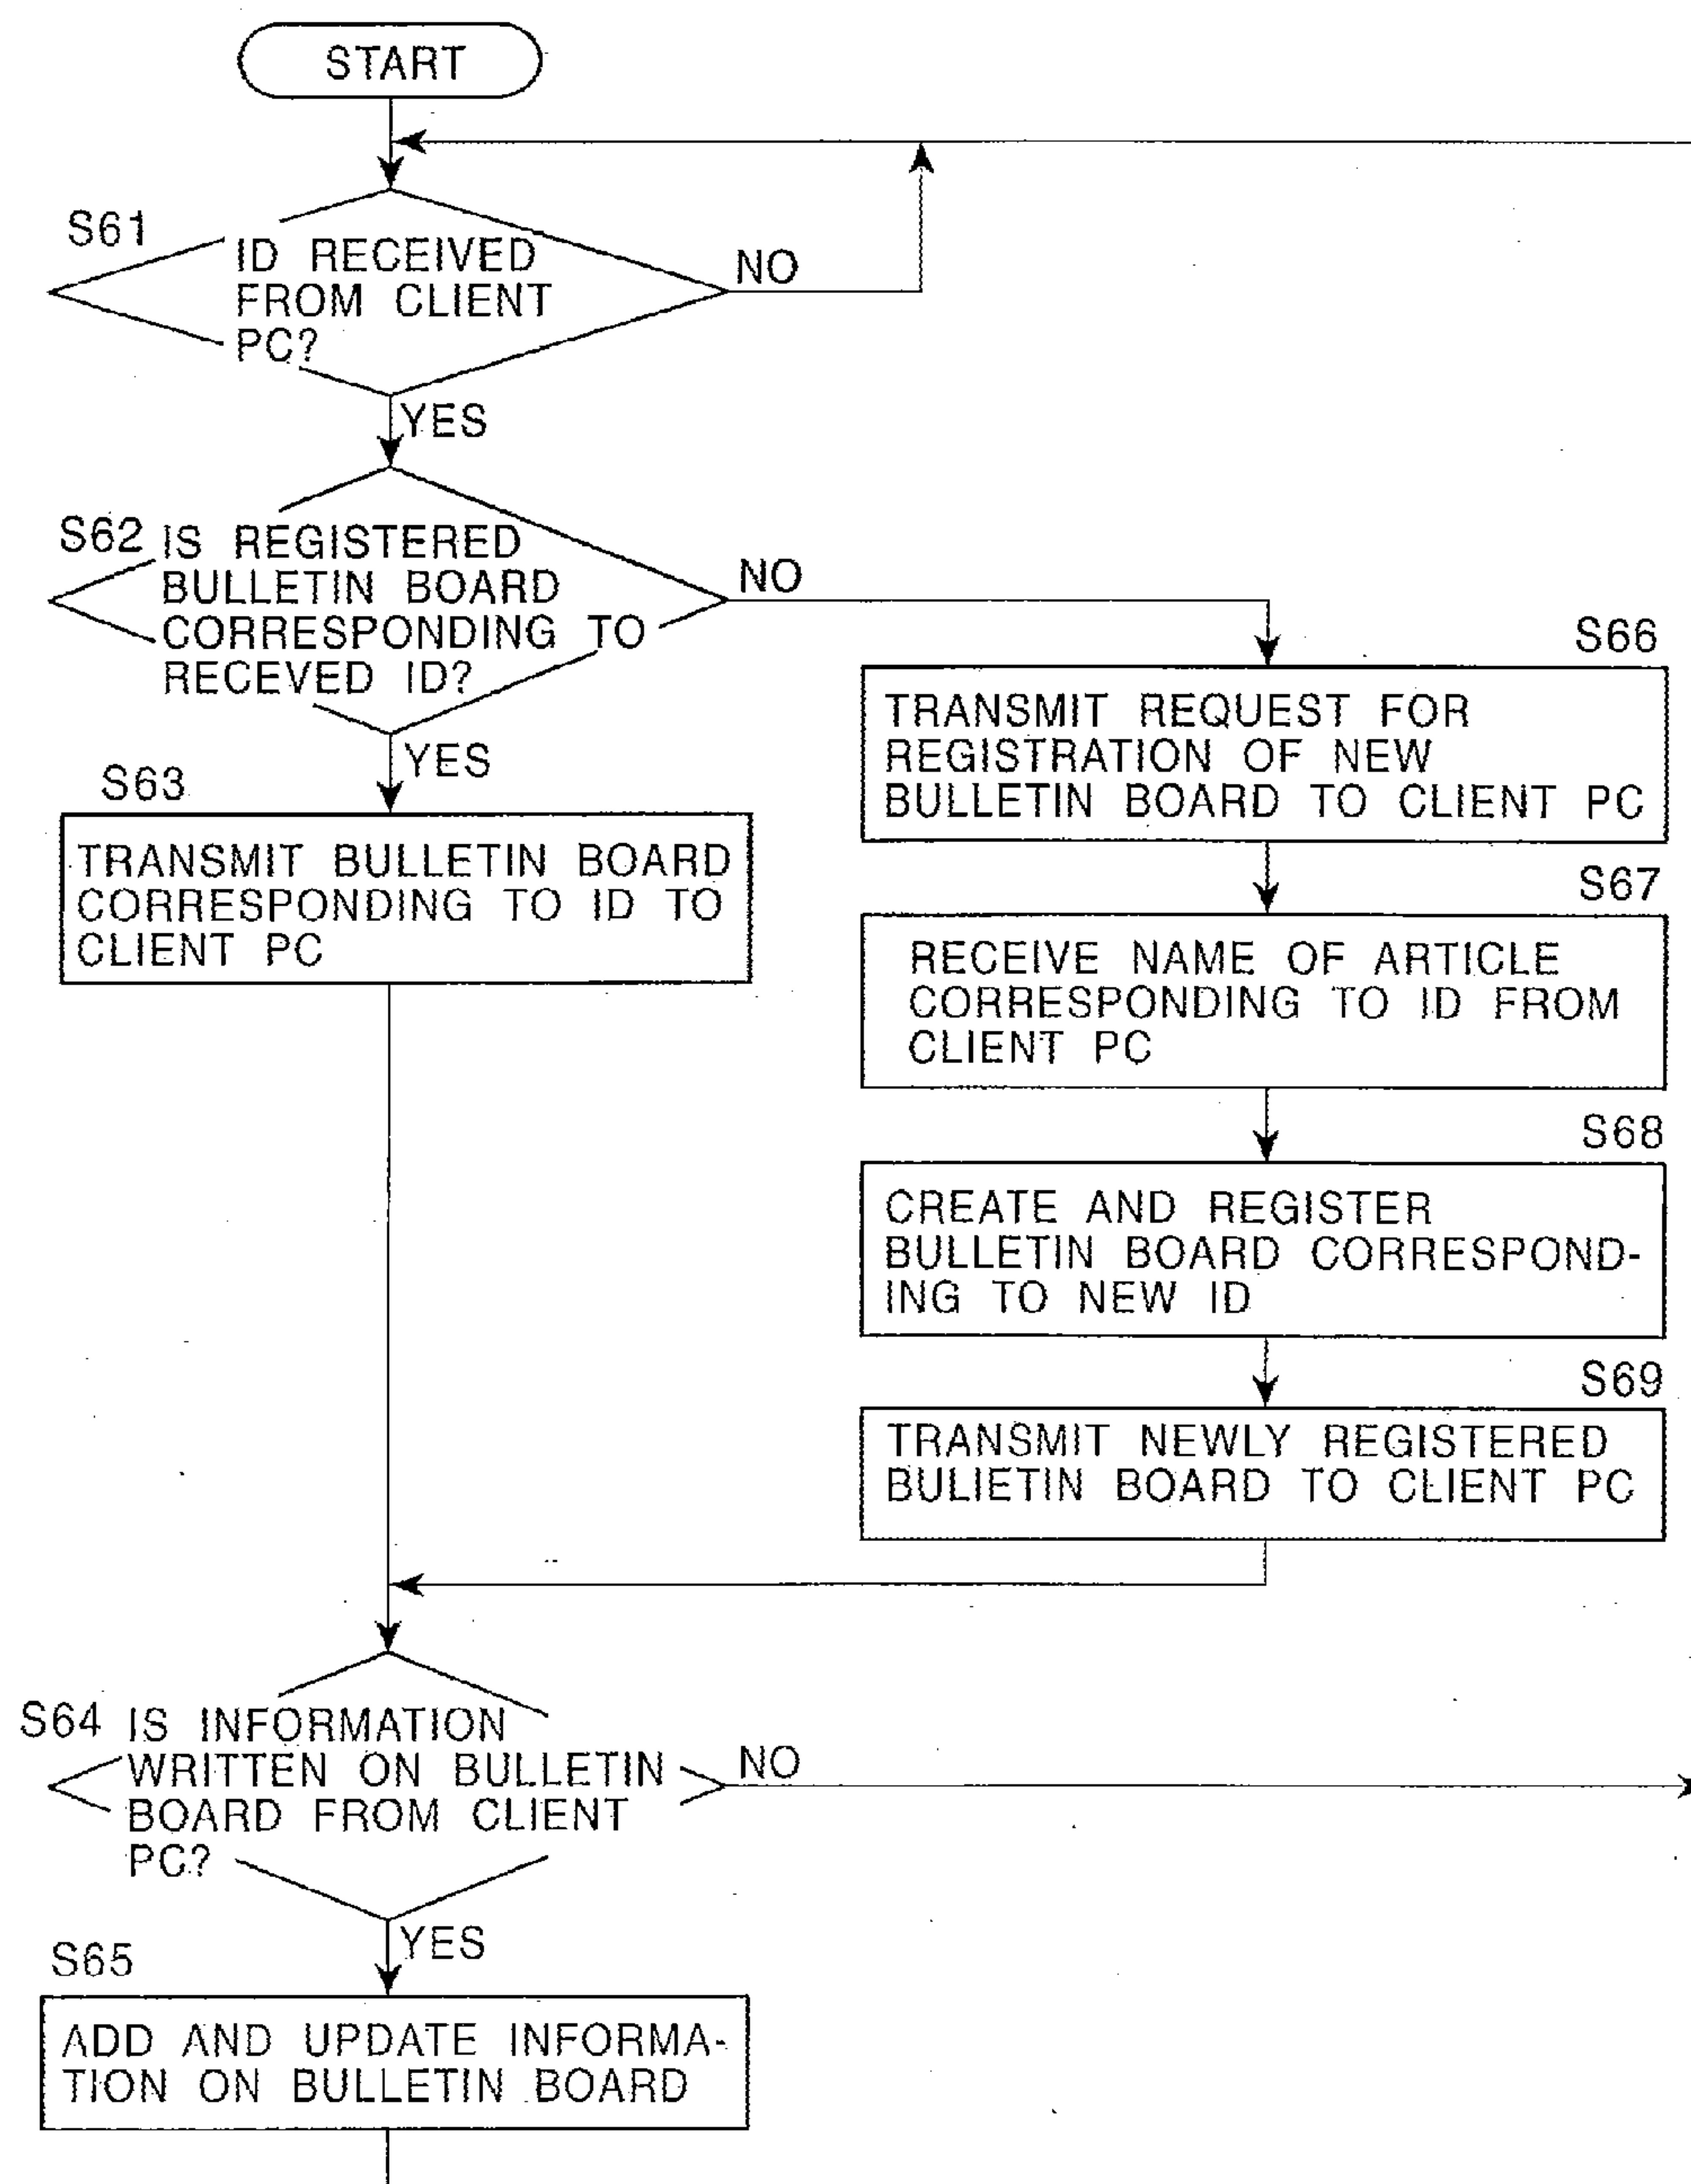 START
S61
ID RECEIVED
FROM CLIENT
PC?
NO
YES
S62
IS REGISTERED
BULLETIN BOARD
CORRESPONDING TO
RECEVED ID?
NO
YES
S63
TRANSMIT BULLETIN BOARD
CORRESPONDING TO ID TO
CLIENT PC
S66
TRANSMIT REQUEST FOR
REGISTRATION OF NEW
BULLETIN BOARD TO CLIENT PC
S67
RECEIVE NAME OF ARTICLE
CORRESPONDING TO ID FROM
CLIENT PC
S68
CREATE AND REGISTER
BULLETIN BOARD CORRESPOND-
ING TO NEW ID
S69
TRANSMIT NEWLY REGISTERED
BULIETIN BOARD TO CLIENT PC
S64
IS INFORMATION
WRITTEN ON BULLETIN
BOARD FROM CLIENT
PC?
NO
YES
S65
ADD AND UPDATE INFORMA-
TION ON BULLETIN BOARD